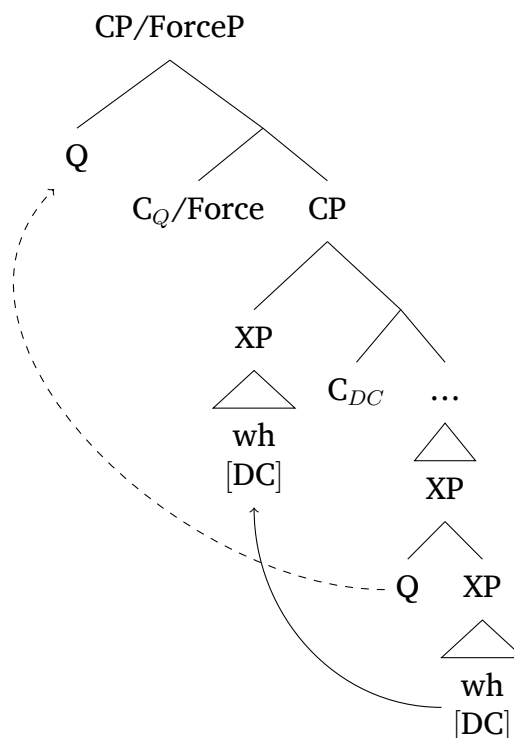 CP/ForceP
Q
C_Q/Force CP
XP
C_DC ...
wh
[DC]
XP
Q XP
wh
[DC]